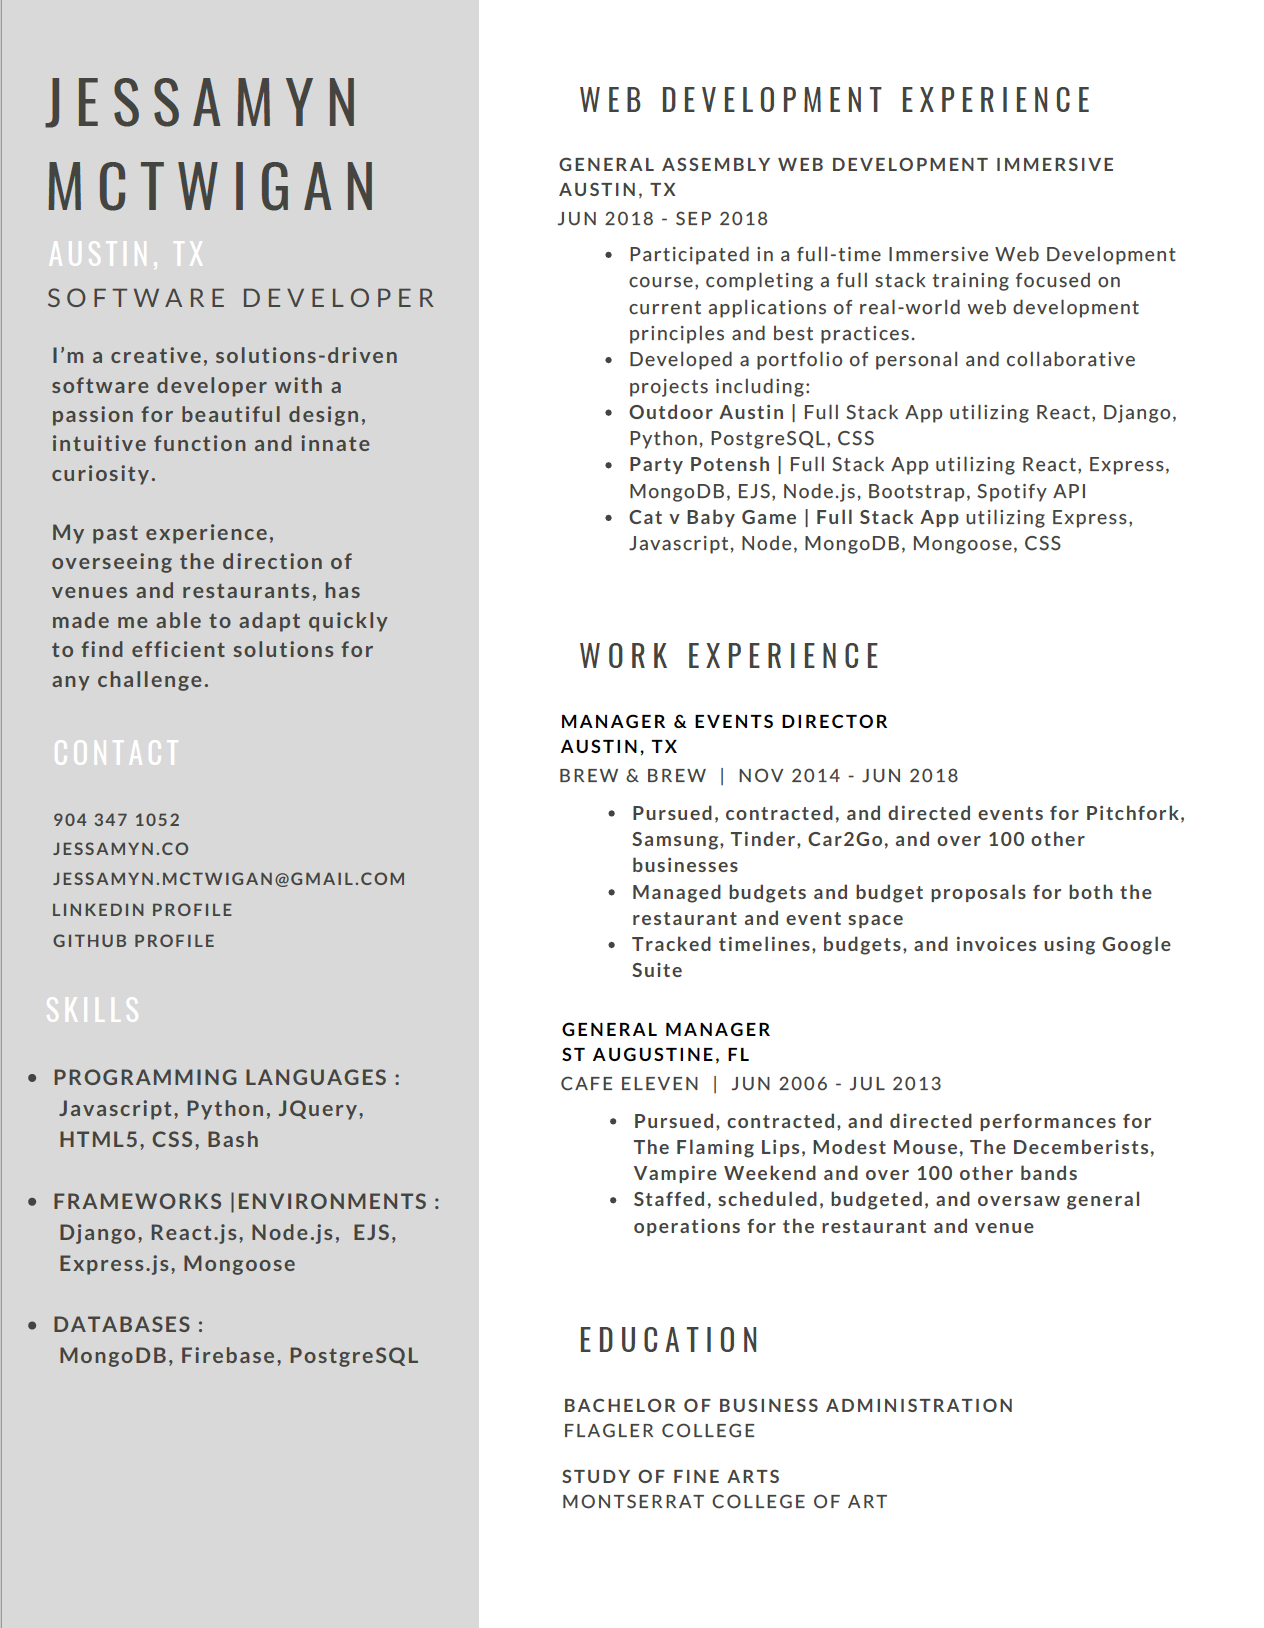 JESSAMYN
MCTWIGAN
AUSTIN, TX
SOFTWARE DEVELOPER
I’m a creative, solutions-driven
software developer with a
passion for beautiful design,
intuitive function and innate
curiosity.
My past experience,
overseeing the direction of
venues and restaurants, has
made me able to adapt quickly
to find efficient solutions for
any challenge.
CONTACT
904 347 1052
JESSAMYN.CO
JESSAMYN.MCTWIGAN@GMAIL.COM
LINKEDIN PROFILE
GITHUB PROFILE
SKILLS
• PROGRAMMING LANGUAGES :
Javascript, Python, JQuery,
HTML5, CSS, Bash
• FRAMEWORKS |ENVIRONMENTS :
Django, React.js, Node.js, EJS,
Express.js, Mongoose
• DATABASES :
MongoDB, Firebase, PostgreSQL
WEB DEVELOPMENT EXPERIENCE
GENERAL ASSEMBLY WEB DEVELOPMENT IMMERSIVE
AUSTIN, TX
JUN 2018 - SEP 2018
• Participated in a full-time Immersive Web Development
course, completing a full stack training focused on
current applications of real-world web development
principles and best practices.
• Developed a portfolio of personal and collaborative
projects including:
• Outdoor Austin | Full Stack App utilizing React, Django,
Python, PostgreSQL, CSS
• Party Potensh | Full Stack App utilizing React, Express,
MongoDB, EJS, Node.js, Bootstrap, Spotify API
• Cat v Baby Game | Full Stack App utilizing Express,
Javascript, Node, MongoDB, Mongoose, CSS
WORK EXPERIENCE
MANAGER & EVENTS DIRECTOR
AUSTIN, TX
BREW & BREW | NOV 2014 - JUN 2018
• Pursued, contracted, and directed events for Pitchfork,
Samsung, Tinder, Car2Go, and over 100 other
businesses
• Managed budgets and budget proposals for both the
restaurant and event space
• Tracked timelines, budgets, and invoices using Google
Suite
GENERAL MANAGER
ST AUGUSTINE, FL
CAFE ELEVEN | JUN 2006 - JUL 2013
• Pursued, contracted, and directed performances for
The Flaming Lips, Modest Mouse, The Decemberists,
Vampire Weekend and over 100 other bands
• Staffed, scheduled, budgeted, and oversaw general
operations for the restaurant and venue
EDUCATION
BACHELOR OF BUSINESS ADMINISTRATION
FLAGLER COLLEGE
STUDY OF FINE ARTS
MONTSERRAT COLLEGE OF ART